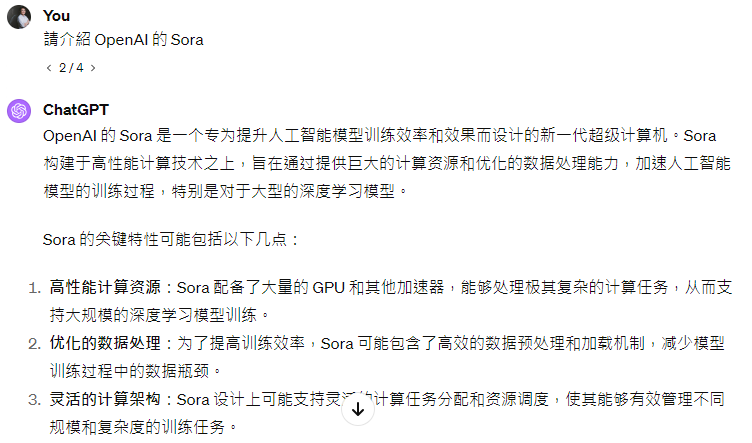 You
請介紹 OpenAI 的 Sora
2 / 4
ChatGPT
OpenAI 的 Sora 是一个专为提升人工智能模型训练效率和效果而设计的新一代超级计算机。Sora
构建于高性能计算技术之上，旨在通过提供巨大的计算资源和优化的数据处理能力，加速人工智能
模型的训练过程，特别是对于大型的深度学习模型。
Sora 的关键特性可能包括以下几点：
1. 高性能计算资源：Sora 配备了大量的 GPU 和其他加速器，能够处理极其复杂的计算任务，从而支
持大规模的深度学习模型训练。
2. 优化的数据处理：为了提高训练效率，Sora 可能包含了高效的数据预处理和加载机制，减少模型
训练过程中的数据瓶颈。
3. 灵活的计算架构：Sora 设计上可能支持灵活的计算任务分配和资源调度，使其能够有效管理不同
规模和复杂度的训练任务。